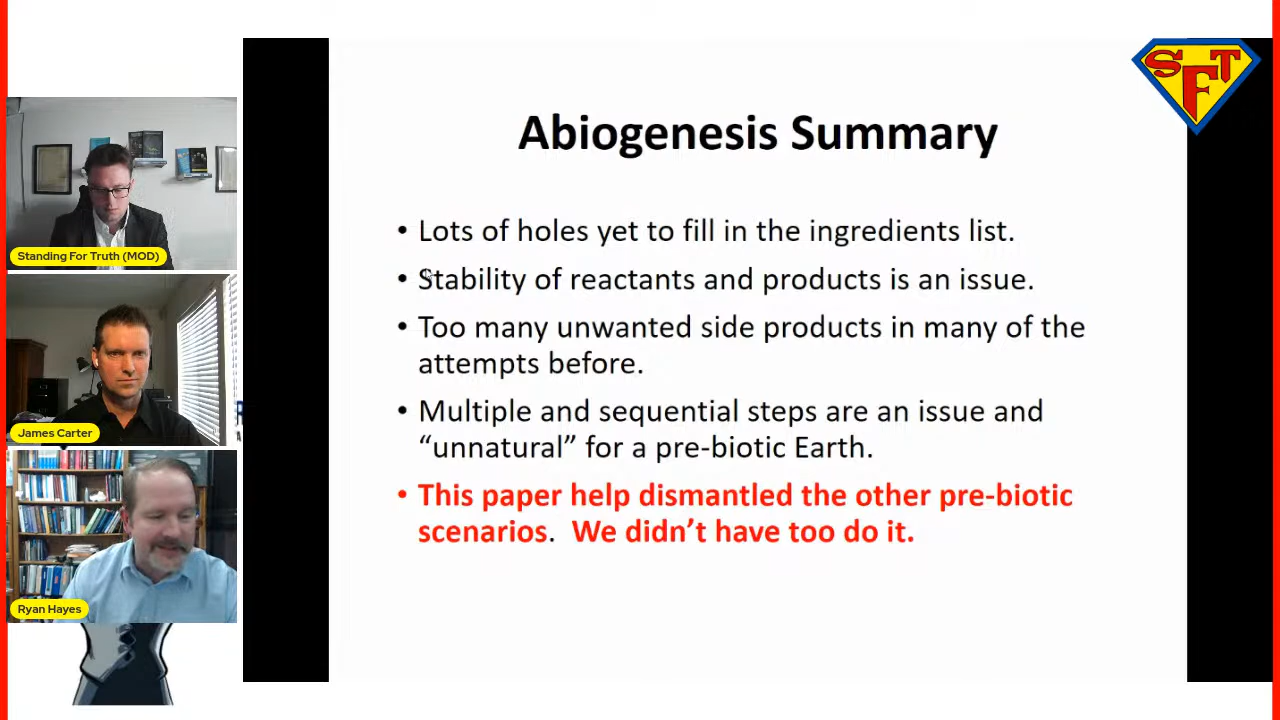 SFT
Abiogenesis Summary
• Lots of holes yet to fill in the ingredients list.
• Stability of reactants and products is an issue.
• Too many unwanted side products in many of the
attempts before.
• Multiple and sequential steps are an issue and
“unnatural” for a pre-biotic Earth.
• This paper help dismantled the other pre-biotic
scenarios. We didn’t have too do it.
Standing For Truth (MOD)
James Carter
Ryan Hayes